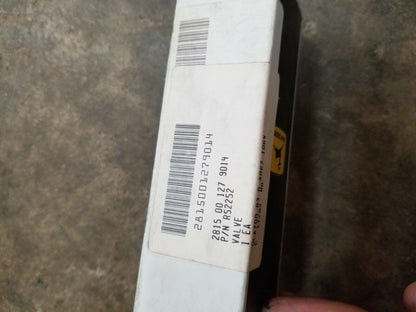 2815001279014
2815 00 127 9014
P/N R52252
VALVE
1 EA